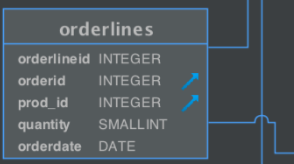 orderlines
orderlineid INTEGER
orderid INTEGER
prod_id INTEGER
quantity SMALLINT
orderdate DATE